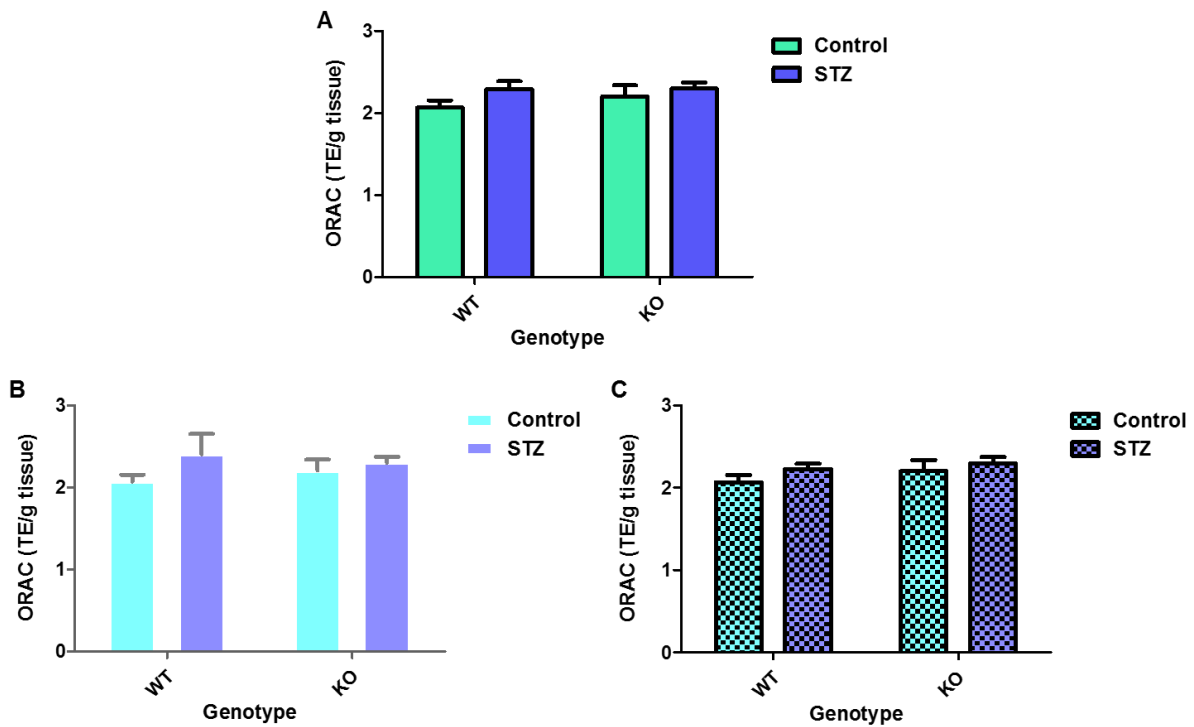 A
ORAC (TE/g tissue)
3
2
1
0
WT
KO
Genotype
Control
STZ
B
ORAC (TE/g tissue)
3
2
1
0
WT
KO
Genotype
Control
STZ
C
ORAC (TE/g tissue)
3
2
1
0
WT
KO
Genotype
Control
STZ